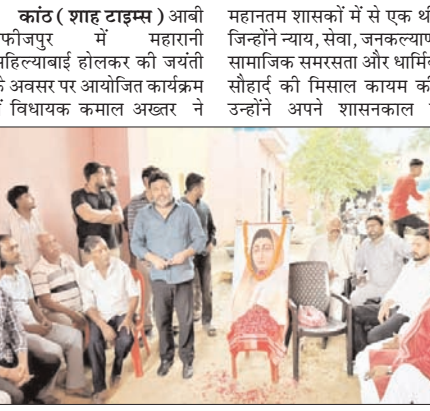 कांठ ( शाह टाइम्स ) आबी
फीजपुर में महारानी
हिल्याबाई होलकर की जयंती
े अवसर पर आयोजित कार्यक्रम
विधायक कमाल अख्तर ने
महानतम शासकों में से एक थ
जिन्होंने न्याय, सेवा, जनकल्याण
सामाजिक समरसता और धार्मि
सौहार्द की मिसाल कायम की
उन्होंने अपने शासनकाल